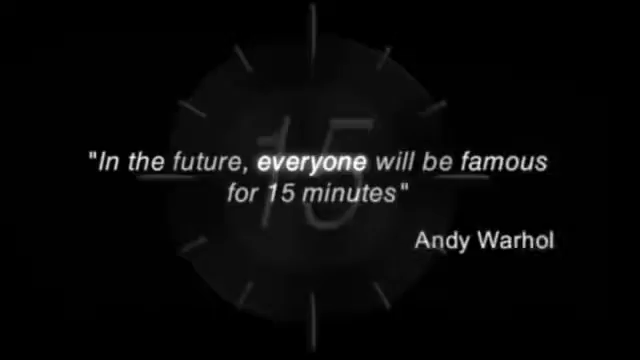 15
"In the future, everyone will be famous
for 15 minutes"
Andy Warhol